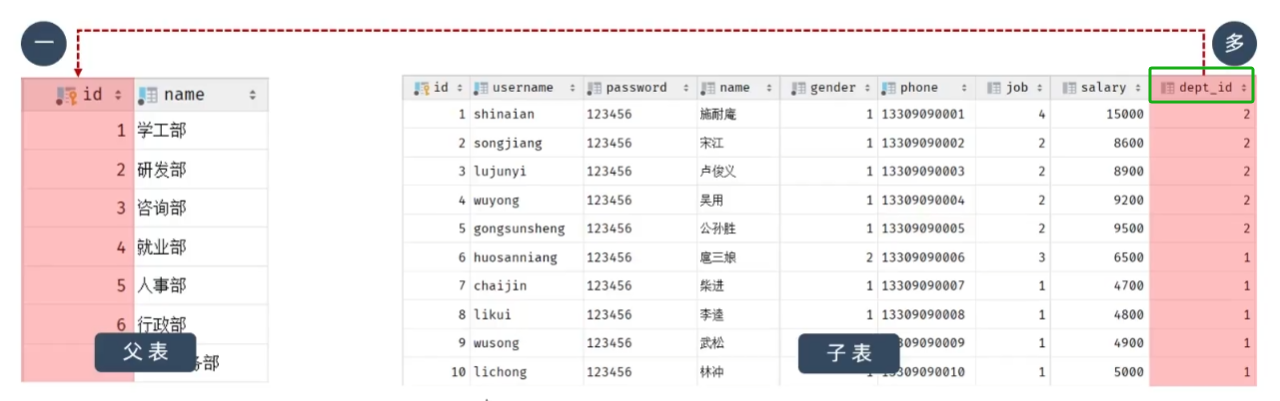 一
多
id name
1 学工部
2 研发部
3 咨询部
4 就业部
5 人事部
6 行政部
务部
父表
id username password name gender phone job salary dept_id
1 shinaian 123456 施耐庵 1 13309090001 4 15000 2
2 songjiang 123456 宋江 1 13309090002 2 8600 2
3 lujunyi 123456 卢俊义 1 13309090003 2 8900 2
4 wuyong 123456 吴用 1 13309090004 2 9200 2
5 gongsunsheng 123456 公孙胜 1 13309090005 2 9500 2
6 huosanniang 123456 扈三娘 2 13309090006 3 6500 1
7 chaijin 123456 柴进 1 13309090007 1 4700 1
8 likui 123456 李逵 1 13309090008 1 4800 1
9 wusong 123456 武松 09090009 1 4900 1
10 lichong 123456 林冲 1 13309090010 1 5000 1
子表